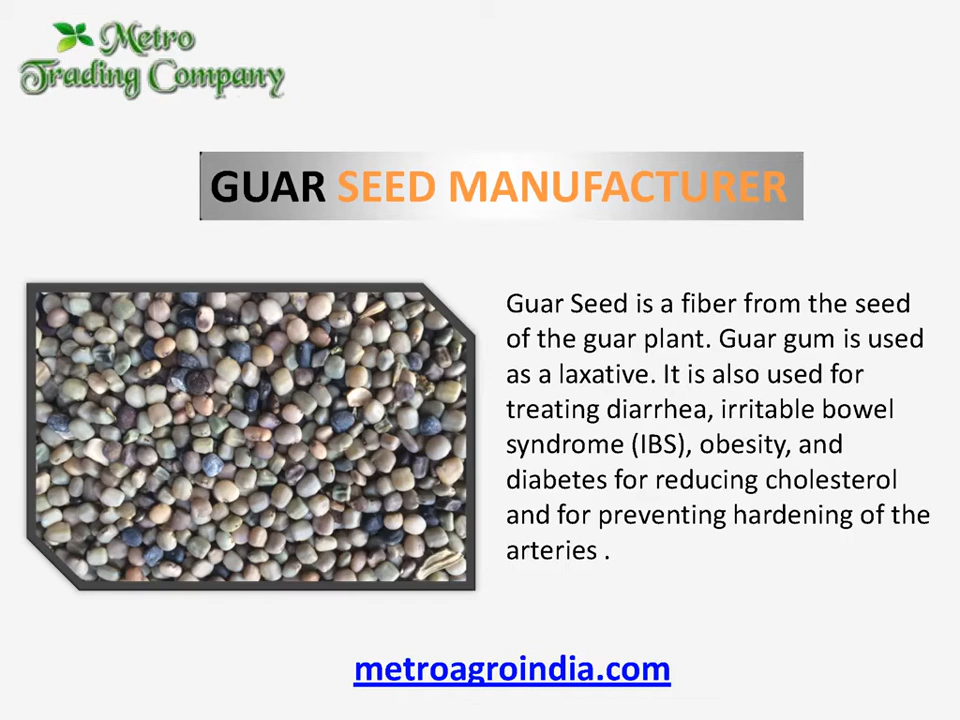 Metro
Trading Company
GUAR SEED MANUFACTURER
Guar Seed is a fiber from the seed
of the guar plant. Guar gum is used
as a laxative. It is also used for
treating diarrhea, irritable bowel
syndrome (IBS), obesity, and
diabetes for reducing cholesterol
and for preventing hardening of the
arteries .
metroagroindia.com